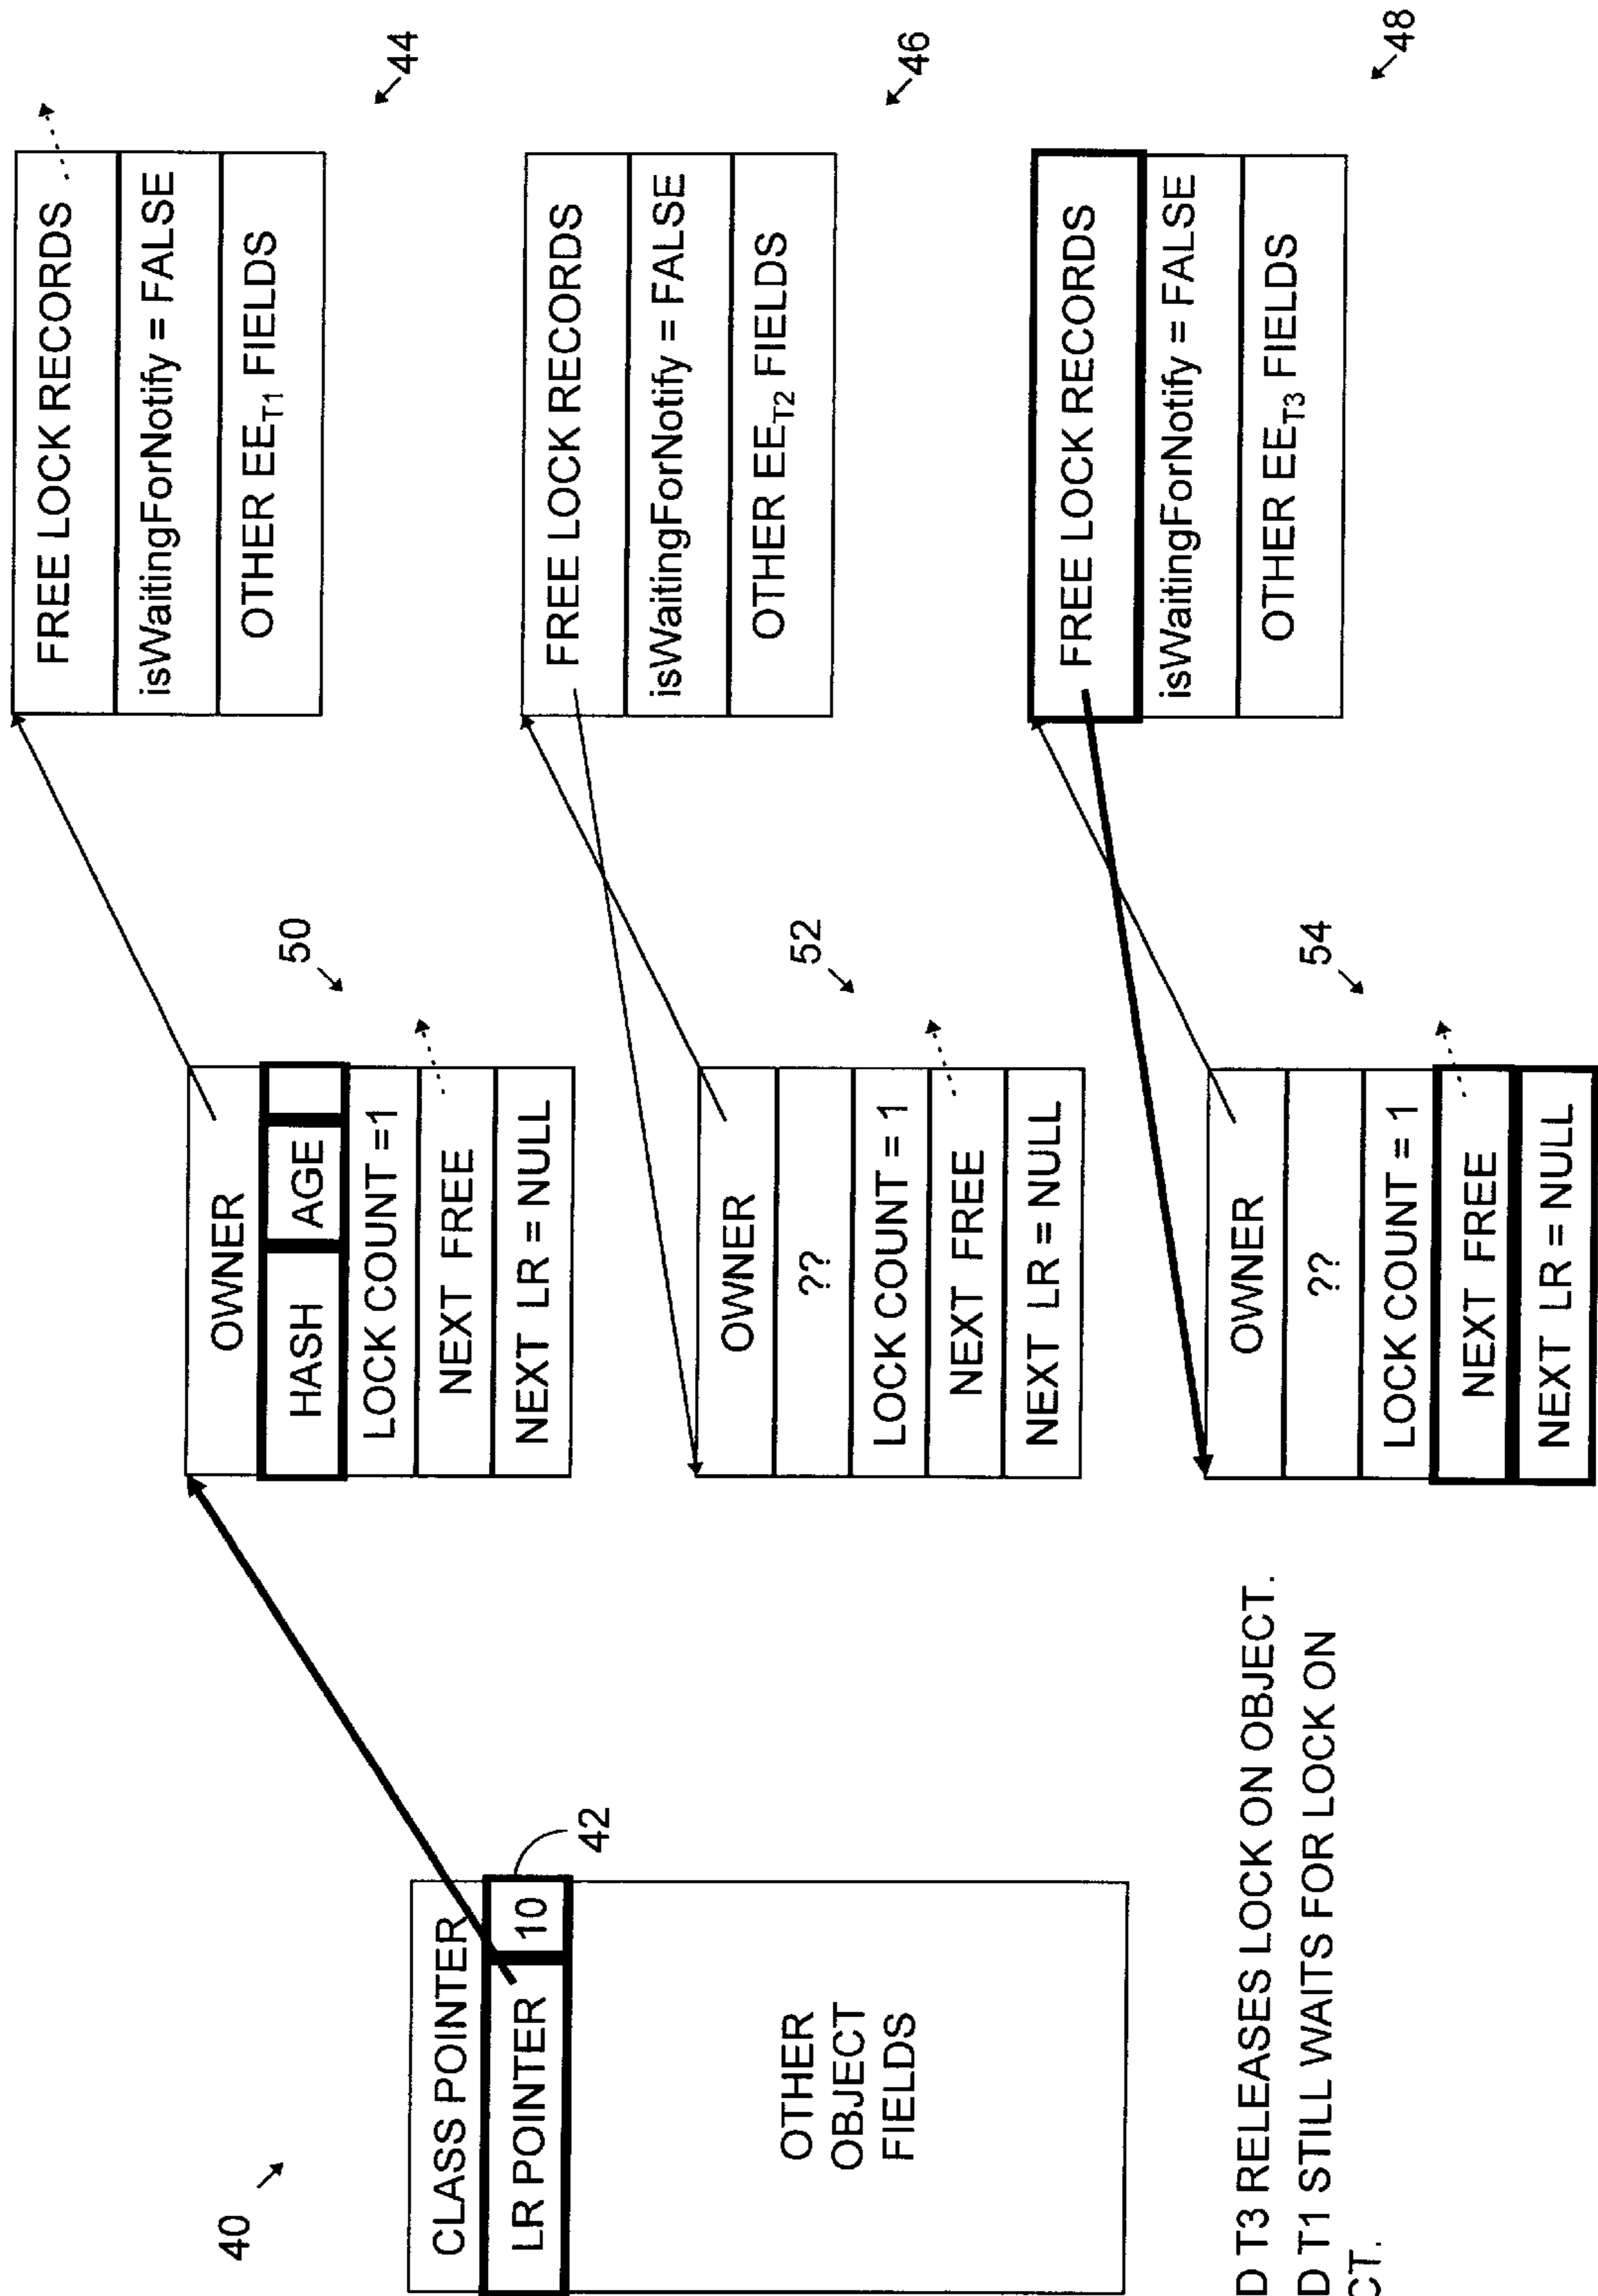 40
CLASS POINTER
LR POINTER
10
42
OTHER
OBJECT
FIELDS
OWNER
HASH
AGE
LOCK COUNT =1
NEXT FREE
NEXT LR = NULL
50
OWNER
??
LOCK COUNT = 1
NEXT FREE
NEXT LR = NULL
52
OWNER
??
LOCK COUNT = 1
NEXT FREE
NEXT LR = NULL
54
FREE LOCK RECORDS
isWaitingForNotify = FALSE
OTHER EET1 FIELDS
44
FREE LOCK RECORDS
isWaitingForNotify = FALSE
OTHER EET2 FIELDS
46
FREE LOCK RECORDS
isWaitingForNotify = FALSE
OTHER EET3 FIELDS
48
D T3 RELEASES LOCK ON OBJECT.
D T1 STILL WAITS FOR LOCK ON
CT.